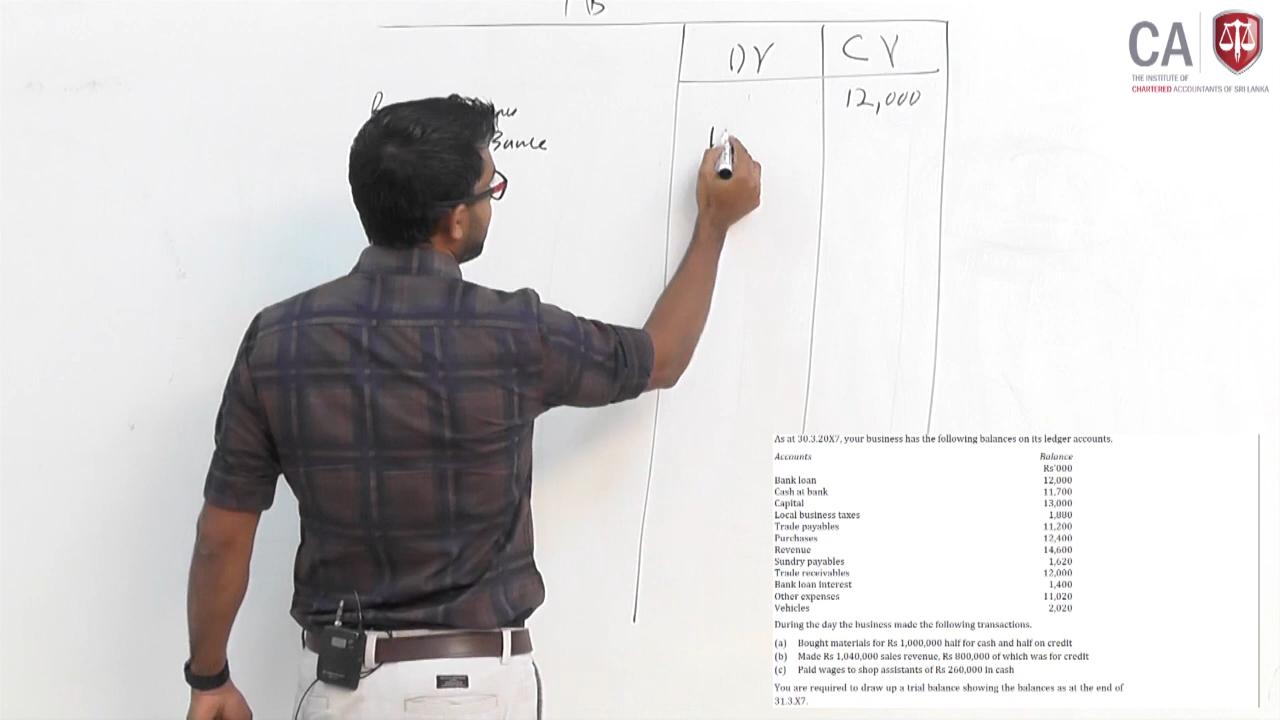 TB
DY CY
12,000
CA
THE INSTITUTE OF
CHARTERED ACCOUNTANTS OF SRI LANKA
As at 30.3.20X7, your business has the following balances on its ledger accounts.
Accounts Balance
Rs'000
Bank loan 12,000
Cash at bank 11,700
Capital 13,000
Local business taxes 1,880
Trade payables 11,200
Purchases 12,400
Revenue 14,600
Sundry payables 1,620
Trade receivables 12,000
Bank loan interest 1,400
Other expenses 11,020
Vehicles 2,020
During the day the business made the following transactions.
(a) Bought materials for Rs 1,000,000 half for cash and half on credit
(b) Made Rs 1,040,000 sales revenue, Rs 800,000 of which was for credit
(c) Paid wages to shop assistants of Rs 260,000 in cash
You are required to draw up a trial balance showing the balances as at the end of
31.3.X7.